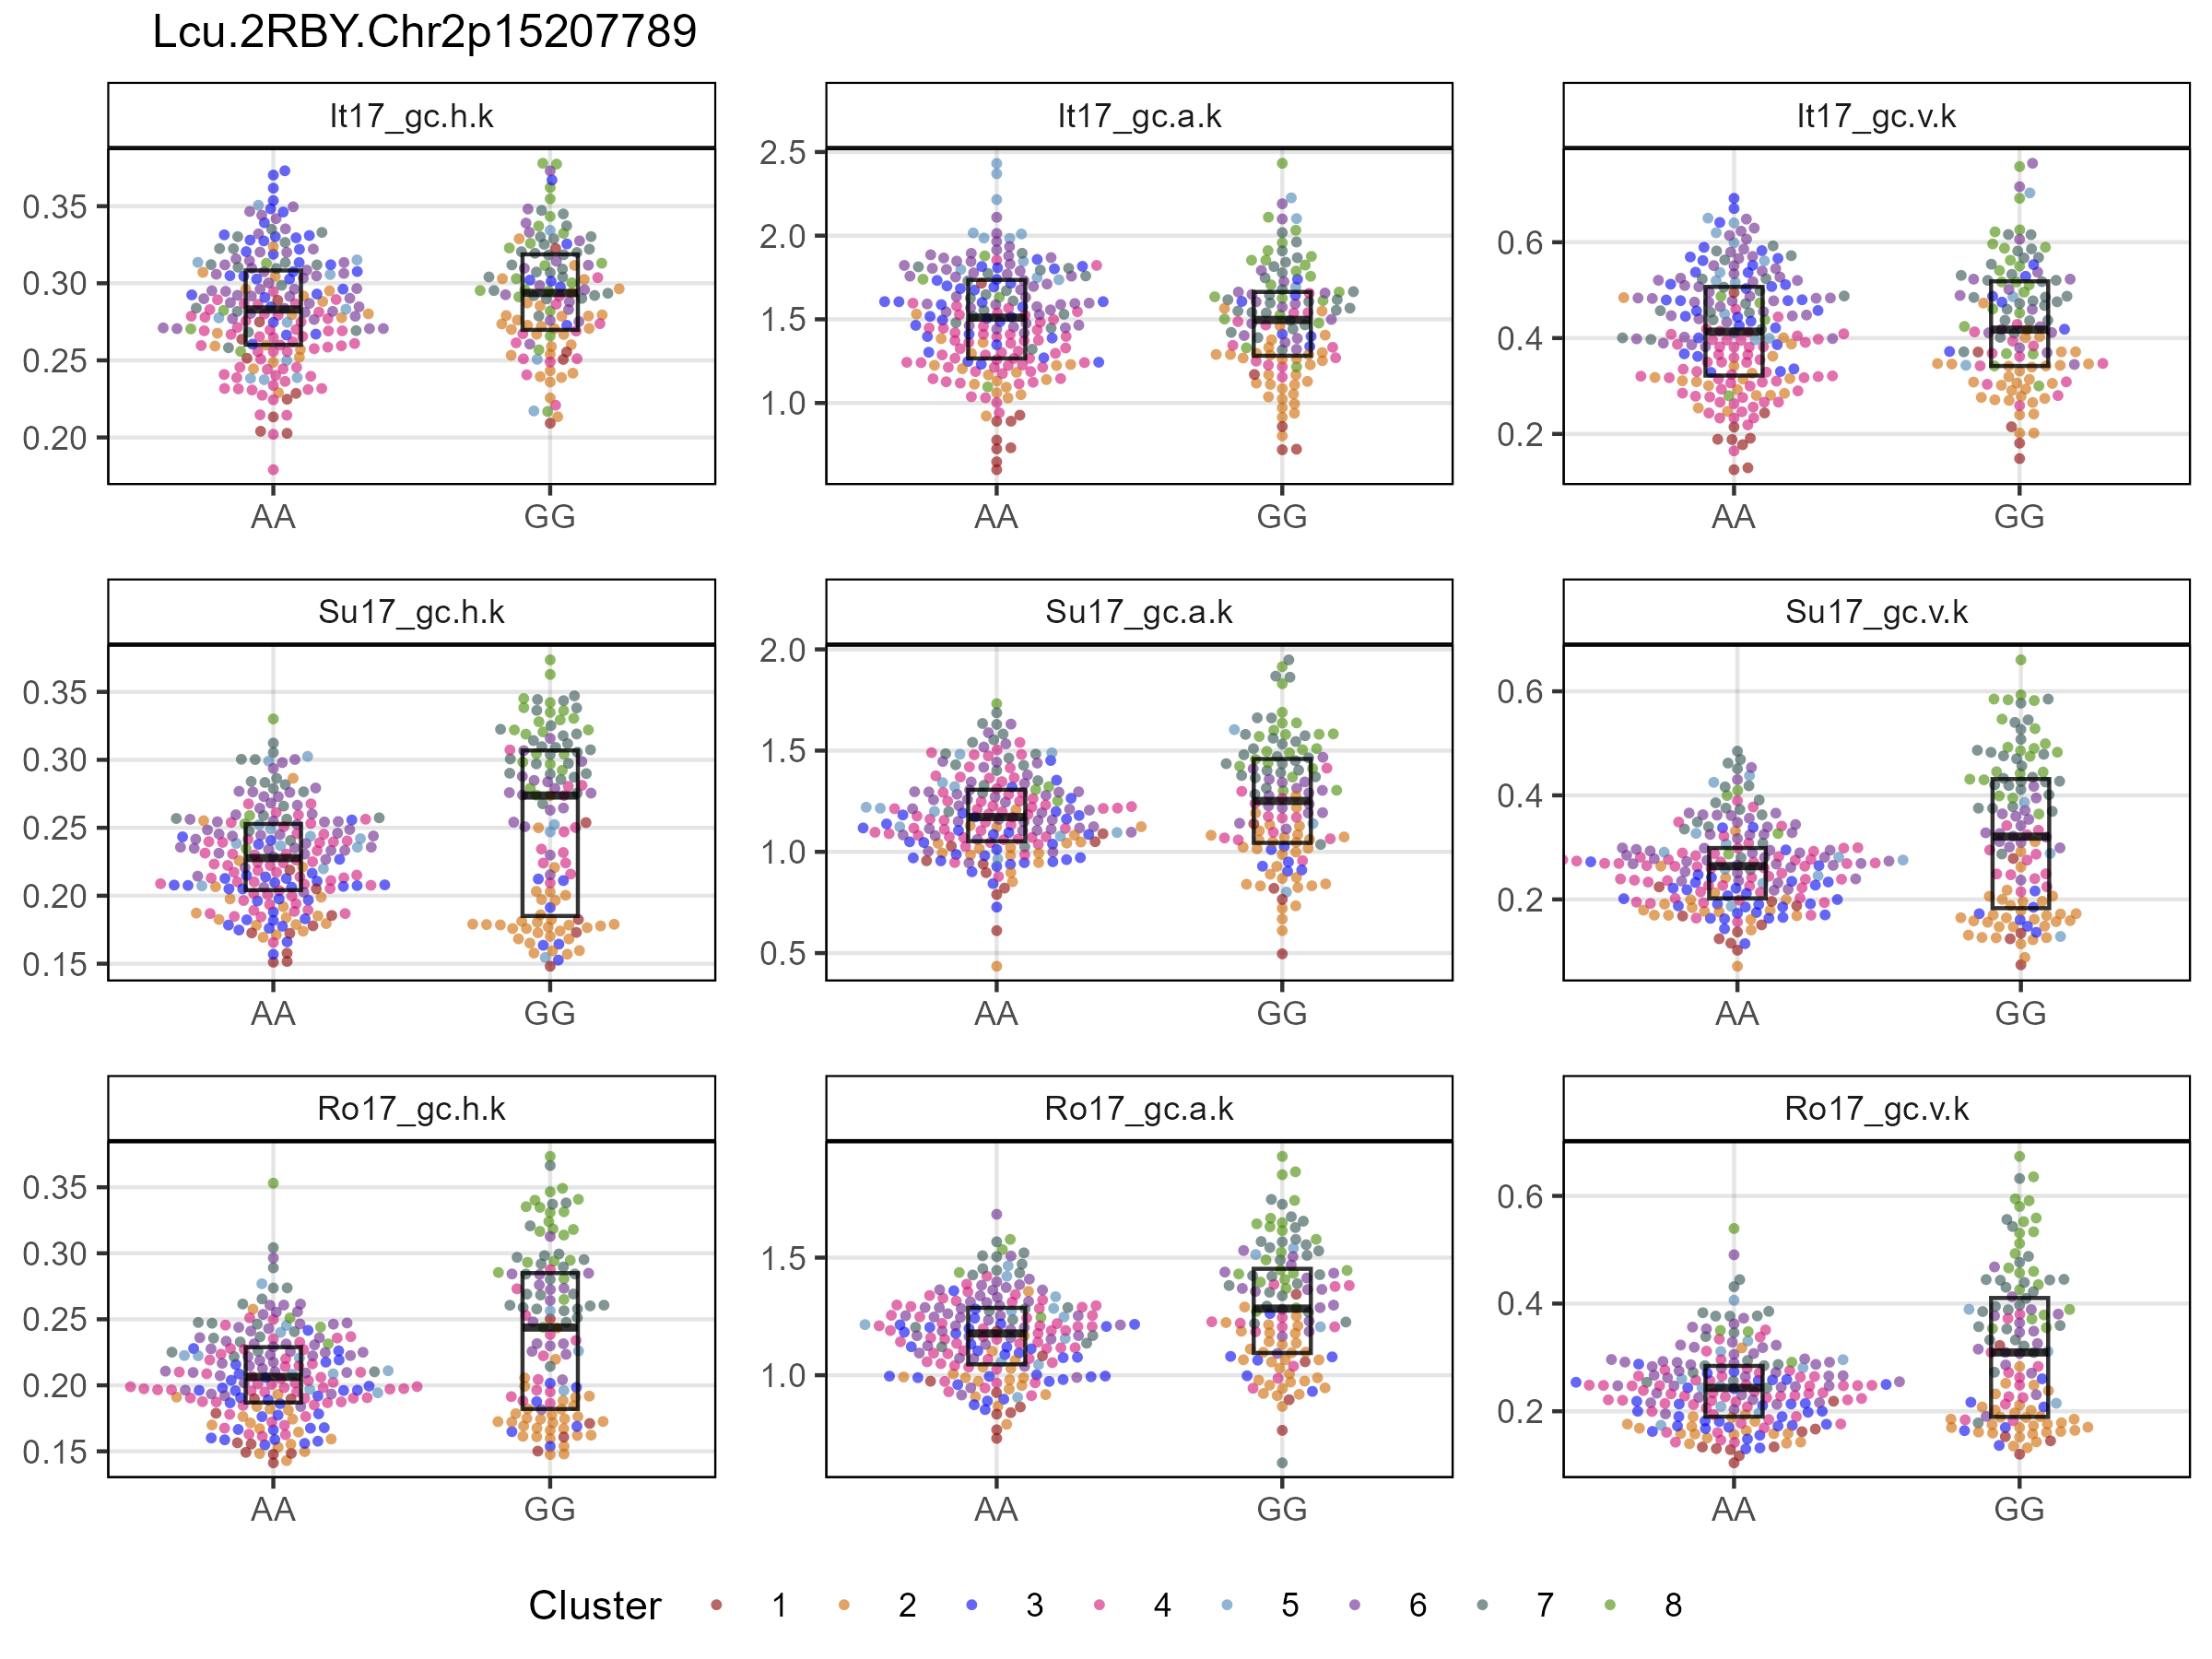 Lcu.2RBY.Chr2p15207789
It17_gc.h.k
It17_gc.a.k
It17_gc.v.k
0.35
0.30
0.25
0.20
AA
GG
2.5
2.0
1.5
1.0
AA
GG
0.6
0.4
0.2
AA
GG
Su17_gc.h.k
Su17_gc.a.k
Su17_gc.v.k
0.35
0.30
0.25
0.20
0.15
AA
GG
2.0
1.5
1.0
0.5
AA
GG
0.6
0.4
0.2
AA
GG
Ro17_gc.h.k
Ro17_gc.a.k
Ro17_gc.v.k
0.35
0.30
0.25
0.20
0.15
AA
GG
1.5
1.0
AA
GG
0.6
0.4
0.2
AA
GG
Cluster 1 2 3 4 5 6 7 8